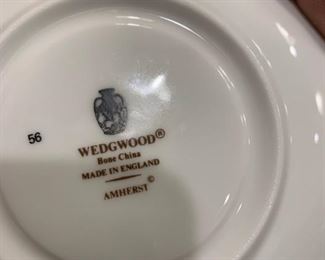 56
WEDGWOOD®
Bone China
MADE IN ENGLAND
AMHERST©